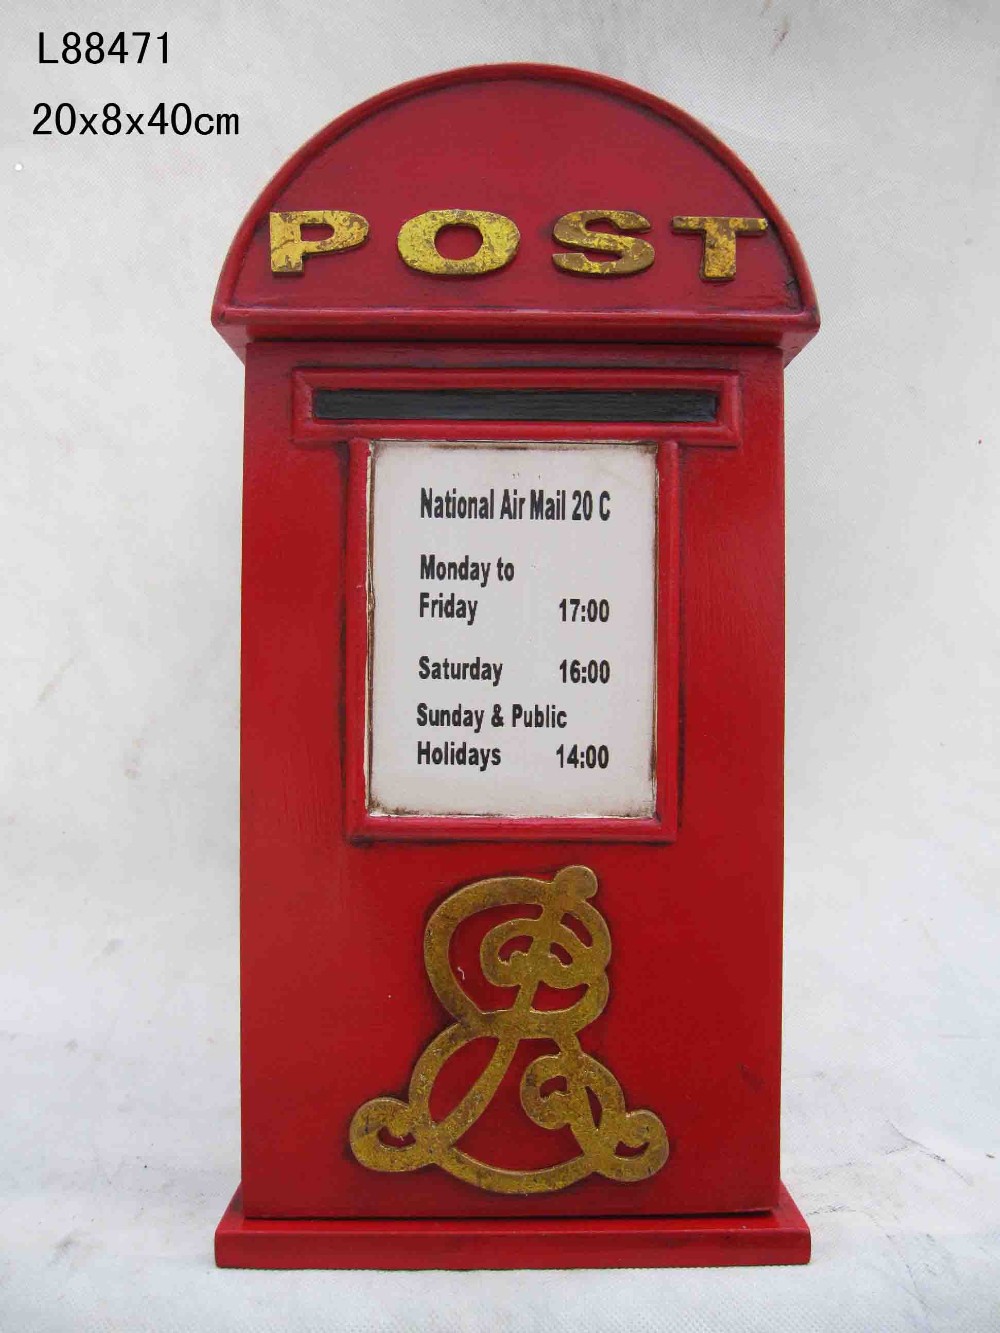 L88471
20x8x40cm
POST
National Air Mail 20 C
Monday to
Friday 17:00
Saturday 16:00
Sunday & Public
Holidays 14:00